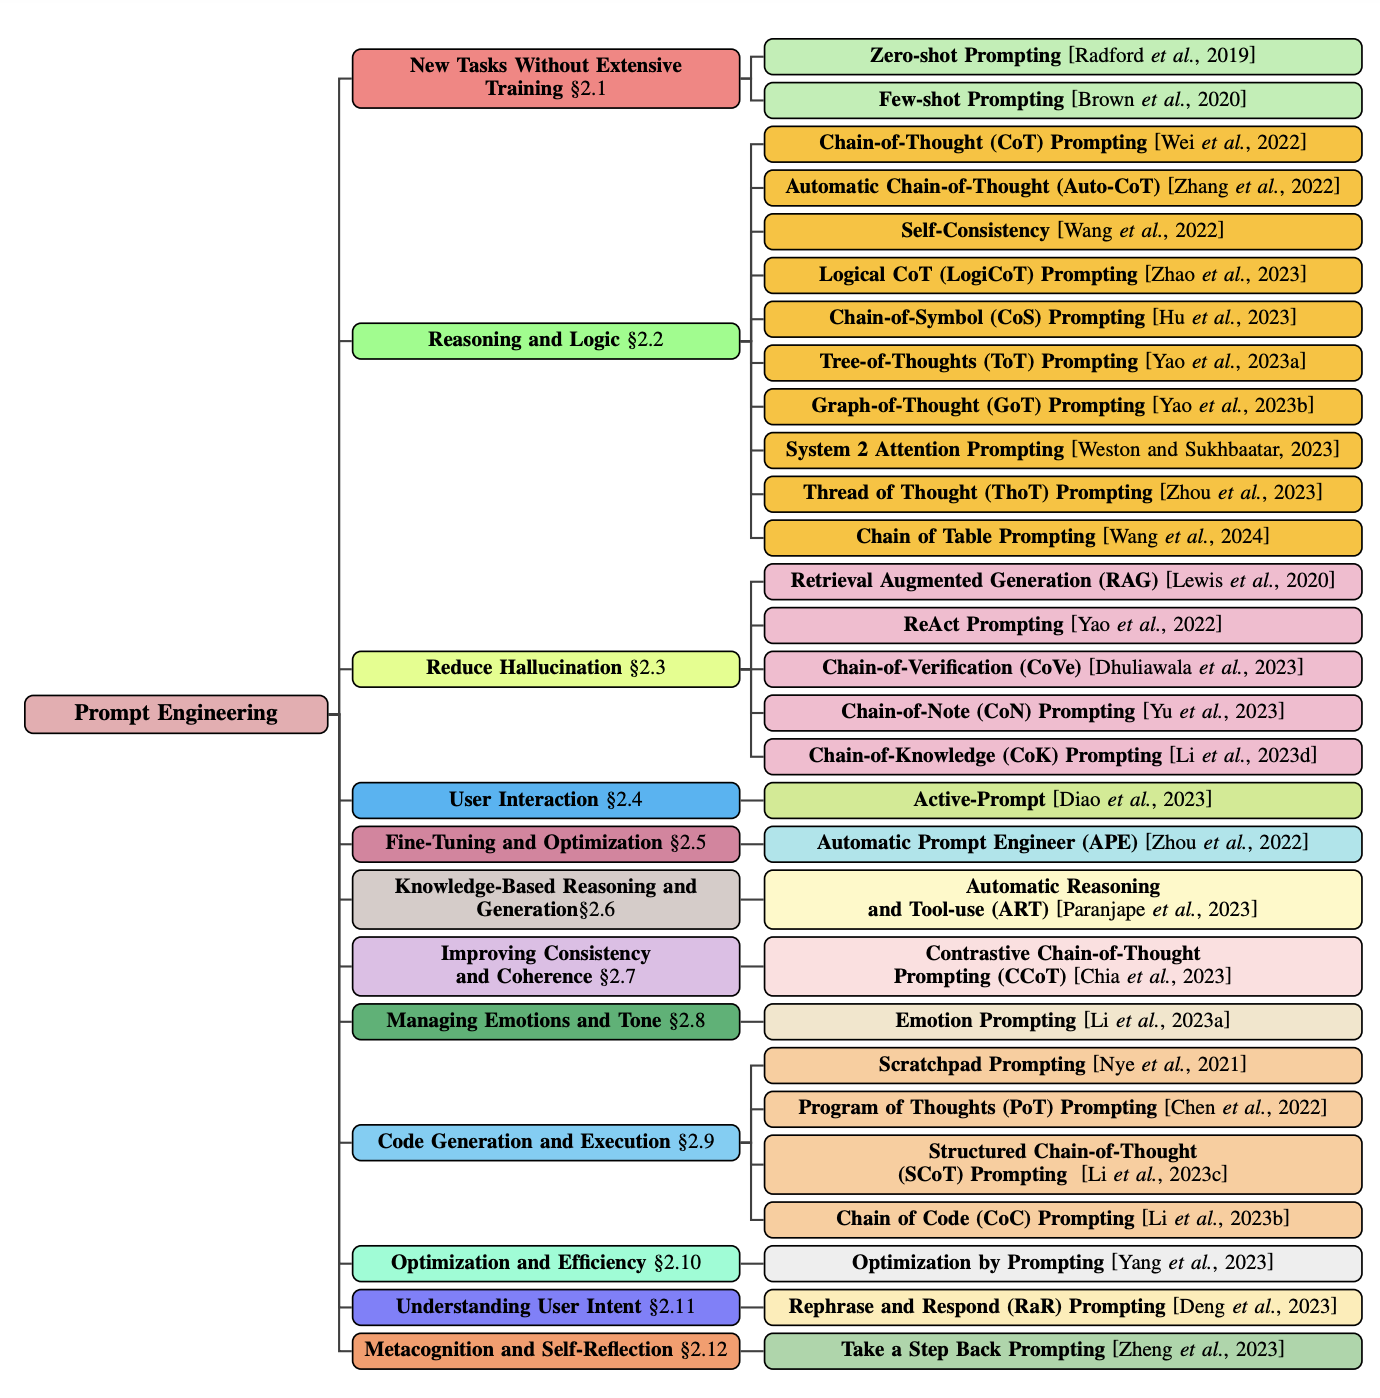 New Tasks Without Extensive
Training §2.1
Zero-shot Prompting [Radford et al., 2019]
Few-shot Prompting [Brown et al., 2020]
Reasoning and Logic §2.2
Chain-of-Thought (CoT) Prompting [Wei et al., 2022]
Automatic Chain-of-Thought (Auto-CoT) [Zhang et al., 2022]
Self-Consistency [Wang et al., 2022]
Logical CoT (LogiCoT) Prompting [Zhao et al., 2023]
Chain-of-Symbol (CoS) Prompting [Hu et al., 2023]
Tree-of-Thoughts (ToT) Prompting [Yao et al., 2023a]
Graph-of-Thought (GoT) Prompting [Yao et al., 2023b]
System 2 Attention Prompting [Weston and Sukhbaatar, 2023]
Thread of Thought (ThoT) Prompting [Zhou et al., 2023]
Chain of Table Prompting [Wang et al., 2024]
Reduce Hallucination §2.3
Retrieval Augmented Generation (RAG) [Lewis et al., 2020]
ReAct Prompting [Yao et al., 2022]
Chain-of-Verification (CoVe) [Dhuliawala et al., 2023]
Chain-of-Note (CoN) Prompting [Yu et al., 2023]
Chain-of-Knowledge (CoK) Prompting [Li et al., 2023d]
Prompt Engineering
User Interaction §2.4
Active-Prompt [Diao et al., 2023]
Fine-Tuning and Optimization §2.5
Automatic Prompt Engineer (APE) [Zhou et al., 2022]
Knowledge-Based Reasoning and
Generation§2.6
Automatic Reasoning
and Tool-use (ART) [Paranjape et al., 2023]
Improving Consistency
and Coherence §2.7
Contrastive Chain-of-Thought
Prompting (CCoT) [Chia et al., 2023]
Managing Emotions and Tone §2.8
Emotion Prompting [Li et al., 2023a]
Code Generation and Execution §2.9
Scratchpad Prompting [Nye et al., 2021]
Program of Thoughts (PoT) Prompting [Chen et al., 2022]
Structured Chain-of-Thought
(SCoT) Prompting [Li et al., 2023c]
Chain of Code (CoC) Prompting [Li et al., 2023b]
Optimization and Efficiency §2.10
Optimization by Prompting [Yang et al., 2023]
Understanding User Intent §2.11
Rephrase and Respond (RaR) Prompting [Deng et al., 2023]
Metacognition and Self-Reflection §2.12
Take a Step Back Prompting [Zheng et al., 2023]